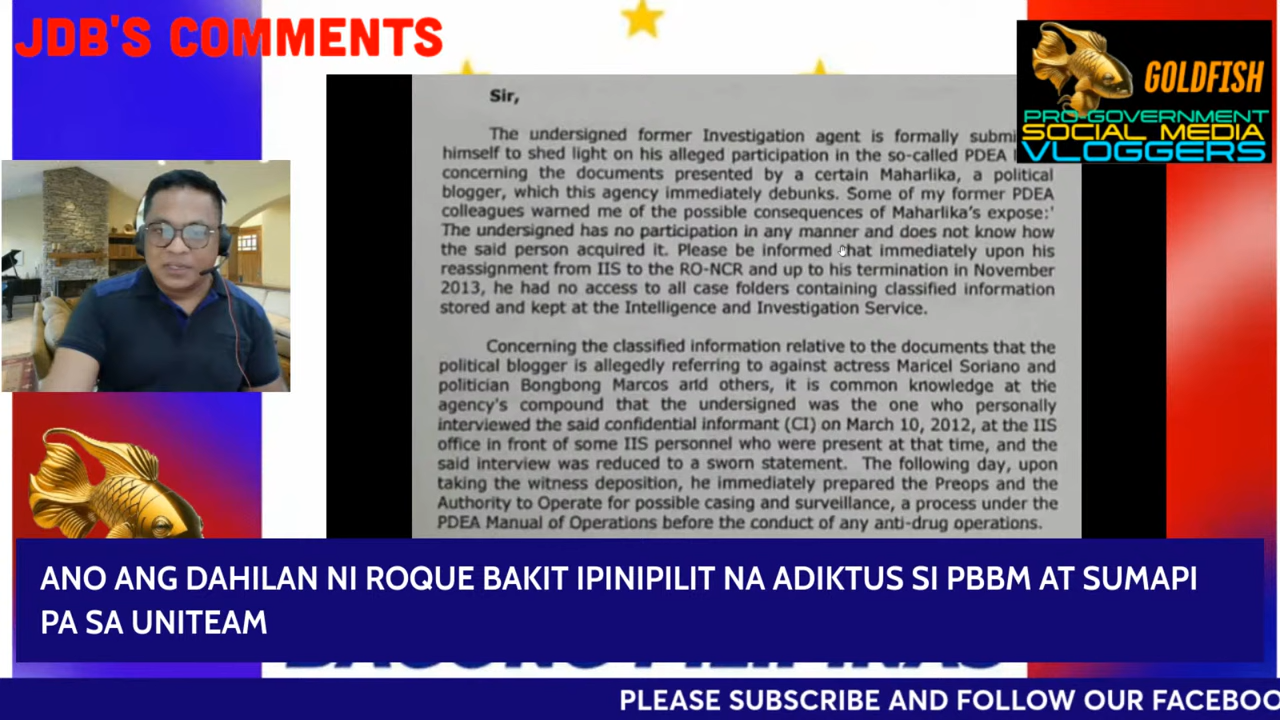 JDB'S COMMENTS
GOLDFISH
PRO-GOVERNMENT
SOCIAL MEDIA
VLOGGERS
Sir,
The undersigned former Investigation agent is formally
himself to shed light on his alleged participation in the so-called PDEA
concerning the documents presented by a certain Maharlika, a political
blogger, which this agency immediately debunks. Some of my former PDEA
colleagues warned me of the possible consequences of Maharlika's expose:'
The undersigned has no participation in any manner and does not know how
the said person acquired it. Please be informed that immediately upon his
reassignment from IIS to the RO-NCR and up to his termination in November
2013, he had no access to all case folders containing classified information
stored and kept at the Intelligence and Investigation Service.
Concerning the classified information relative to the documents that the
political blogger is allegedly referring to against actress Maricel Soriano and
politician Bongbong Marcos and others, it is common knowledge at the
agency's compound that the undersigned was the one who personally
interviewed the said confidential informant (CI) on March 10, 2012, at the IIS
office in front of some IIS personnel who were present at that time, and the
said interview was reduced to a sworn statement. The following day, upon
taking the witness deposition, he immediately prepared the Preops and the
Authority to Operate for possible casing and surveillance, a process under the
PDEA Manual of Operations before the conduct of any anti-drug operations.
ANO ANG DAHILAN NI ROQUE BAKIT IPINIPILIT NA ADIKTUS SI PBBM AT SUMAPI
PA SA UNITEAM
PLEASE SUBSCRIBE AND FOLLOW OUR FACEBOO